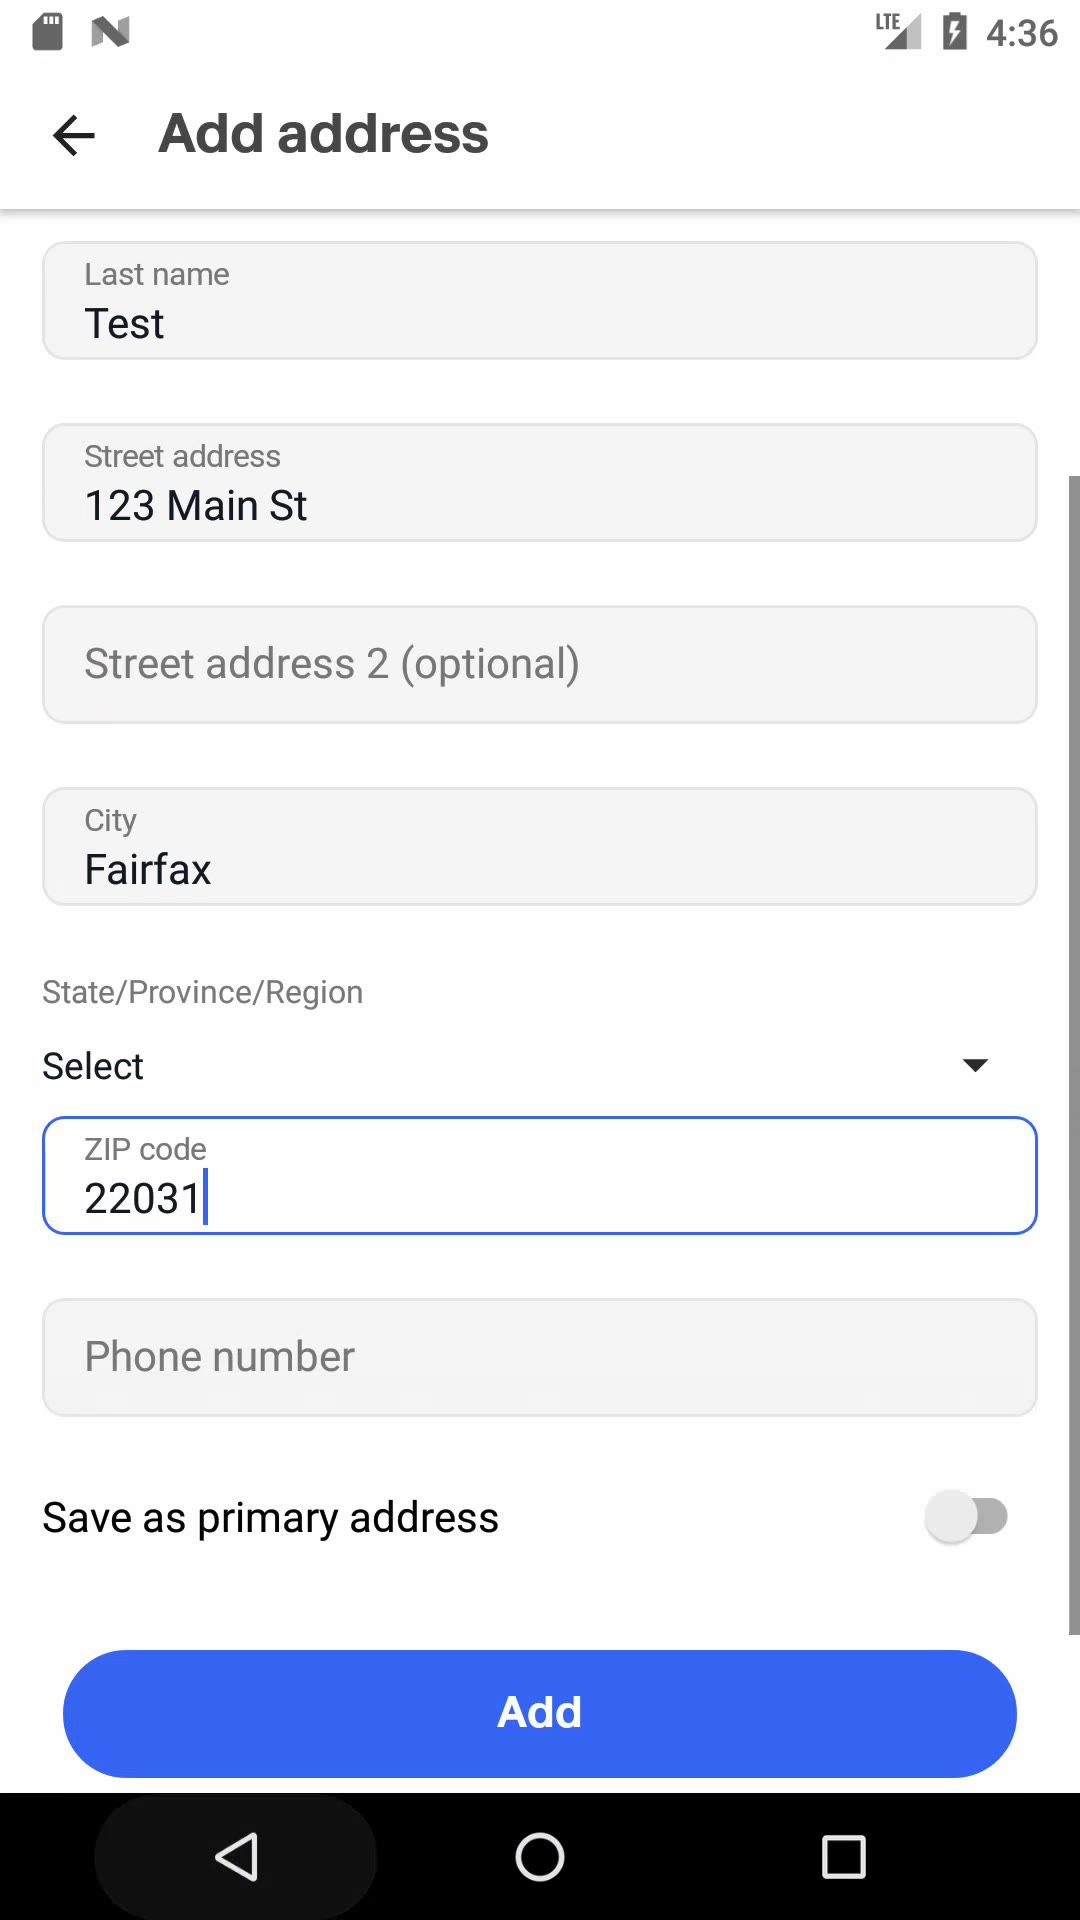 LTE 4:36
Add address
Last name
Test
Street address
123 Main St
Street address 2 (optional)
City
Fairfax
State/Province/Region
Select
ZIP code
22031
Phone number
Save as primary address
Add